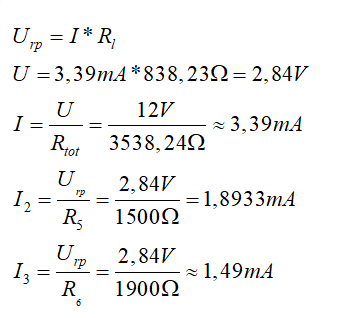 U_rp = I * R_l
U = 3,39mA * 838,23Ω = 2,84V
I = U / R_tot = 12V / 3538,24Ω ≈ 3,39mA
I_2 = U_rp / R_5 = 2,84V / 1500Ω = 1,8933mA
I_3 = U_rp / R_6 = 2,84V / 1900Ω ≈ 1,49mA